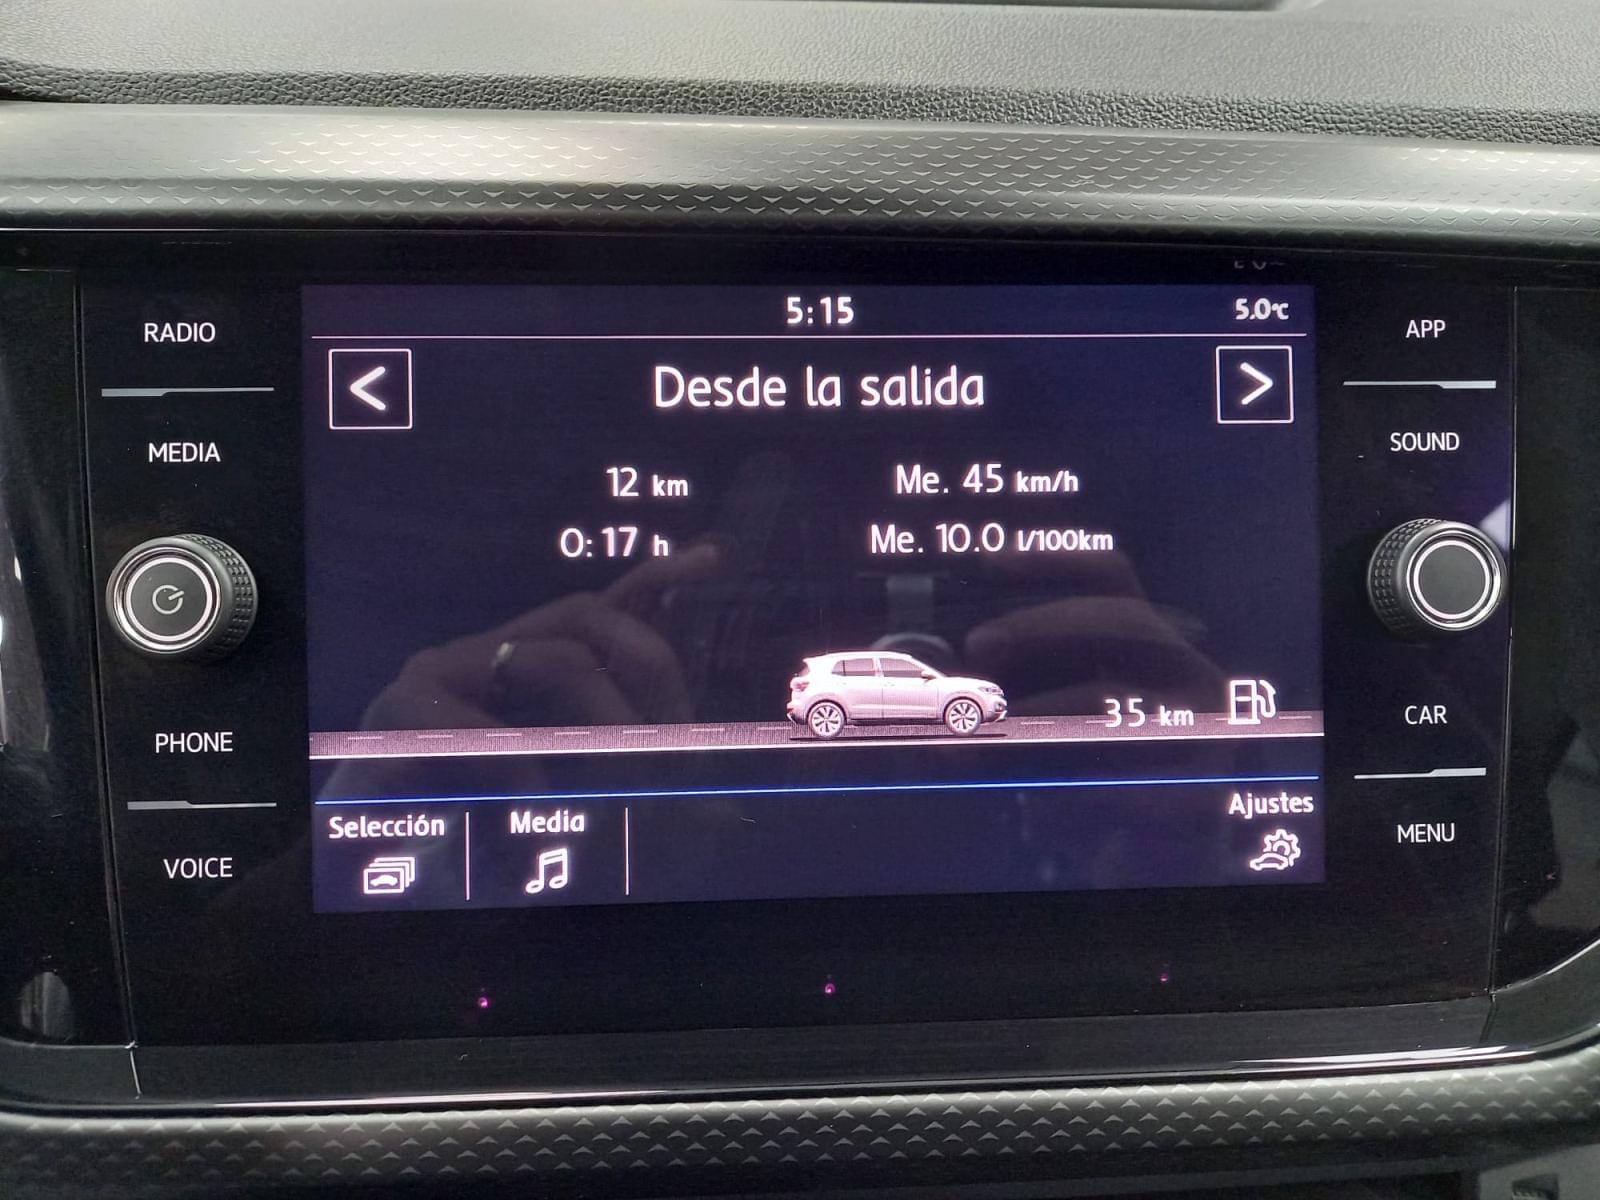 5:15
5.0°C
RADIO
APP
<
Desde la salida
>
MEDIA
SOUND
12 km
Me. 45 km/h
0:17 h
Me. 10.0 l/100km
35 km
PHONE
CAR
Selección
Media
Ajustes
VOICE
MENU